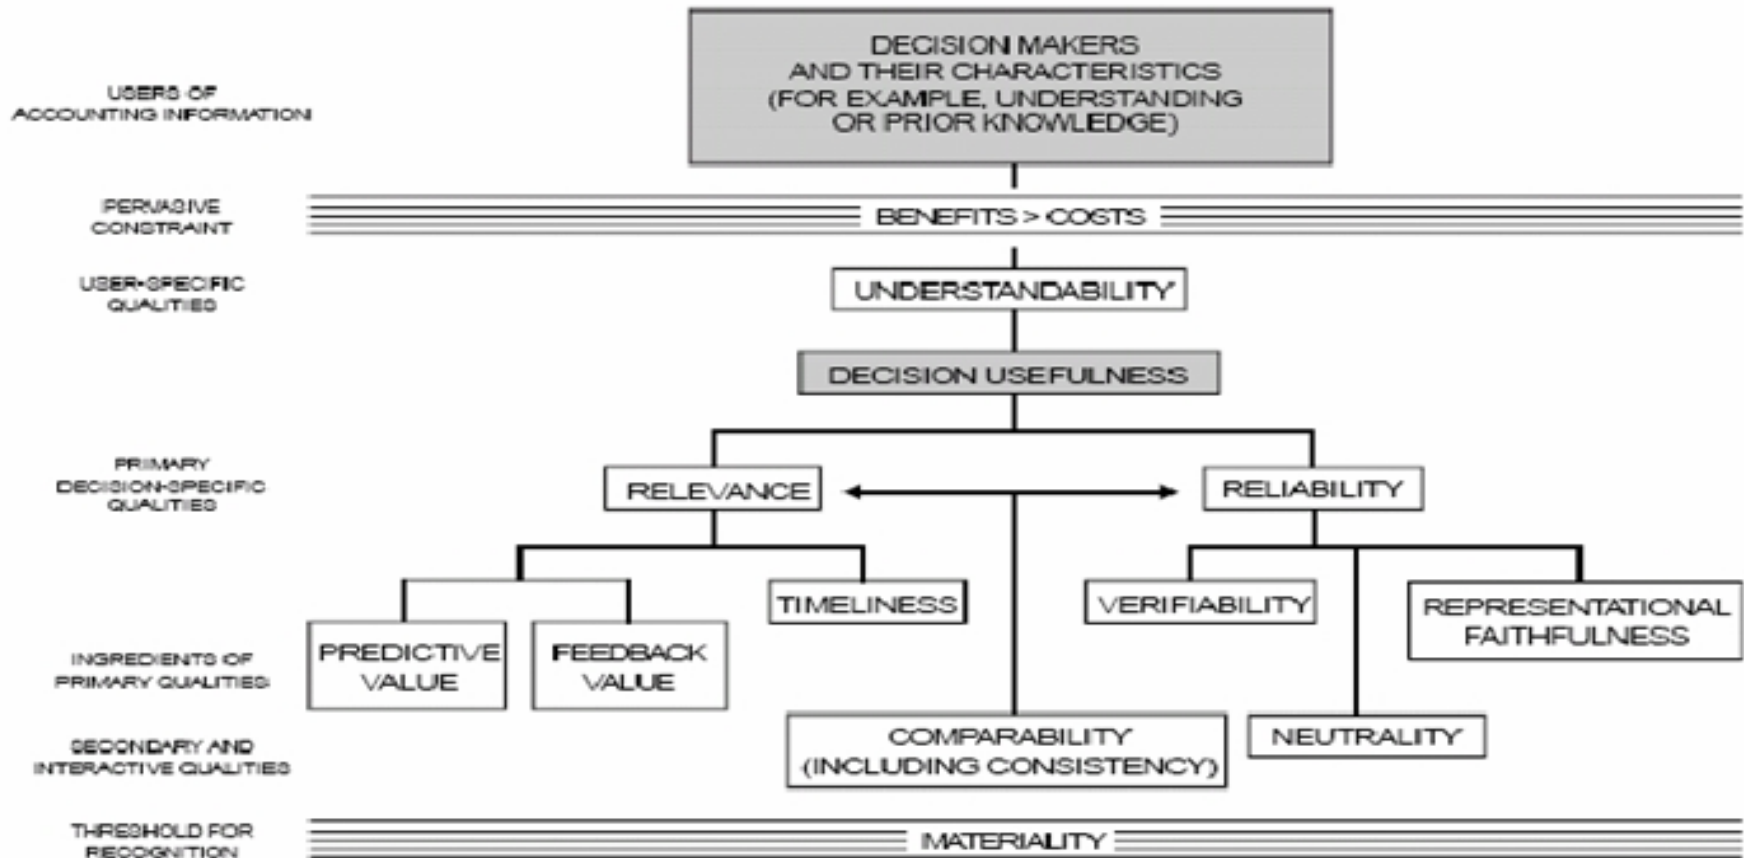 DECISION MAKERS
AND THEIR CHARACTERISTICS
(FOR EXAMPLE, UNDERSTANDING
OR PRIOR KNOWLEDGE)
USERS OF
ACCOUNTING INFORMATION
PERVASIVE
CONSTRAINT
BENEFITS > COSTS
USER-SPECIFIC
QUALITIES
UNDERSTANDABILITY
DECISION USEFULNESS
PRIMARY
DECISION-SPECIFIC
QUALITIES
RELEVANCE
RELIABILITY
TIMELINESS
VERIFIABILITY
REPRESENTATIONAL
FAITHFULNESS
INGREDIENTS OF
PRIMARY QUALITIES
PREDICTIVE
VALUE
FEEDBACK
VALUE
SECONDARY AND
INTERACTIVE QUALITIES
COMPARABILITY
(INCLUDING CONSISTENCY)
NEUTRALITY
THRESHOLD FOR
RECOGNITION
MATERIALITY